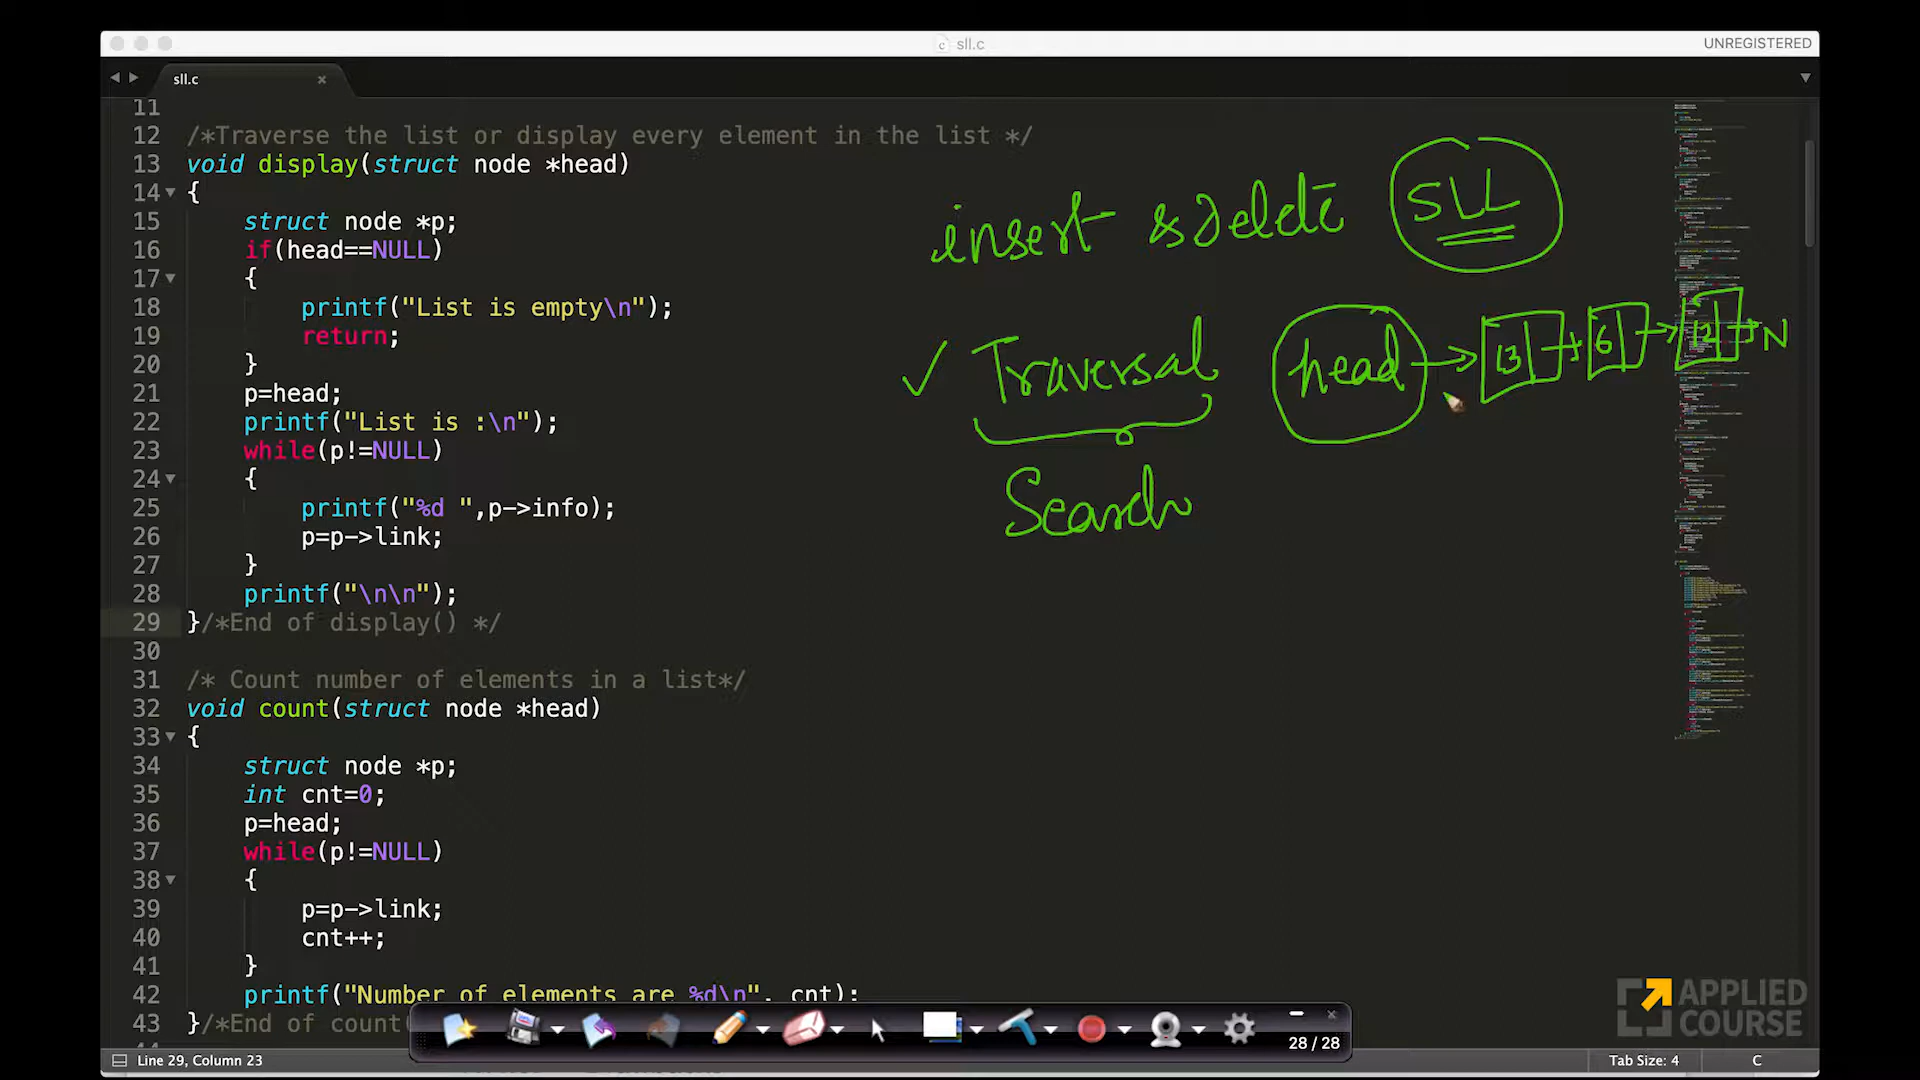 sll.c
UNREGISTERED
sll.c
11
12 /*Traverse the list or display every element in the list */
13 void display(struct node *head)
14 {
15 struct node *p;
16 if(head==NULL)
17 {
18 printf("List is empty\n");
19 return;
20 }
21 p=head;
22 printf("List is :\n");
23 while(p!=NULL)
24 {
25 printf("%d ",p->info);
26 p=p->link;
27 }
28 printf("\n\n");
29 }/*End of display() */
30
31 /* Count number of elements in a list*/
32 void count(struct node *head)
33 {
34 struct node *p;
35 int cnt=0;
36 p=head;
37 while(p!=NULL)
38 {
39 p=p->link;
40 cnt++;
41 }
42 printf("Number of elements are %d\n", cnt);
43 }/*End of count(
insert & delete SLL
✓ Traversal head → 13 → 6 → 12 → N
Search
APPLIED
COURSE
28 / 28
Line 29, Column 23
Tab Size: 4
C